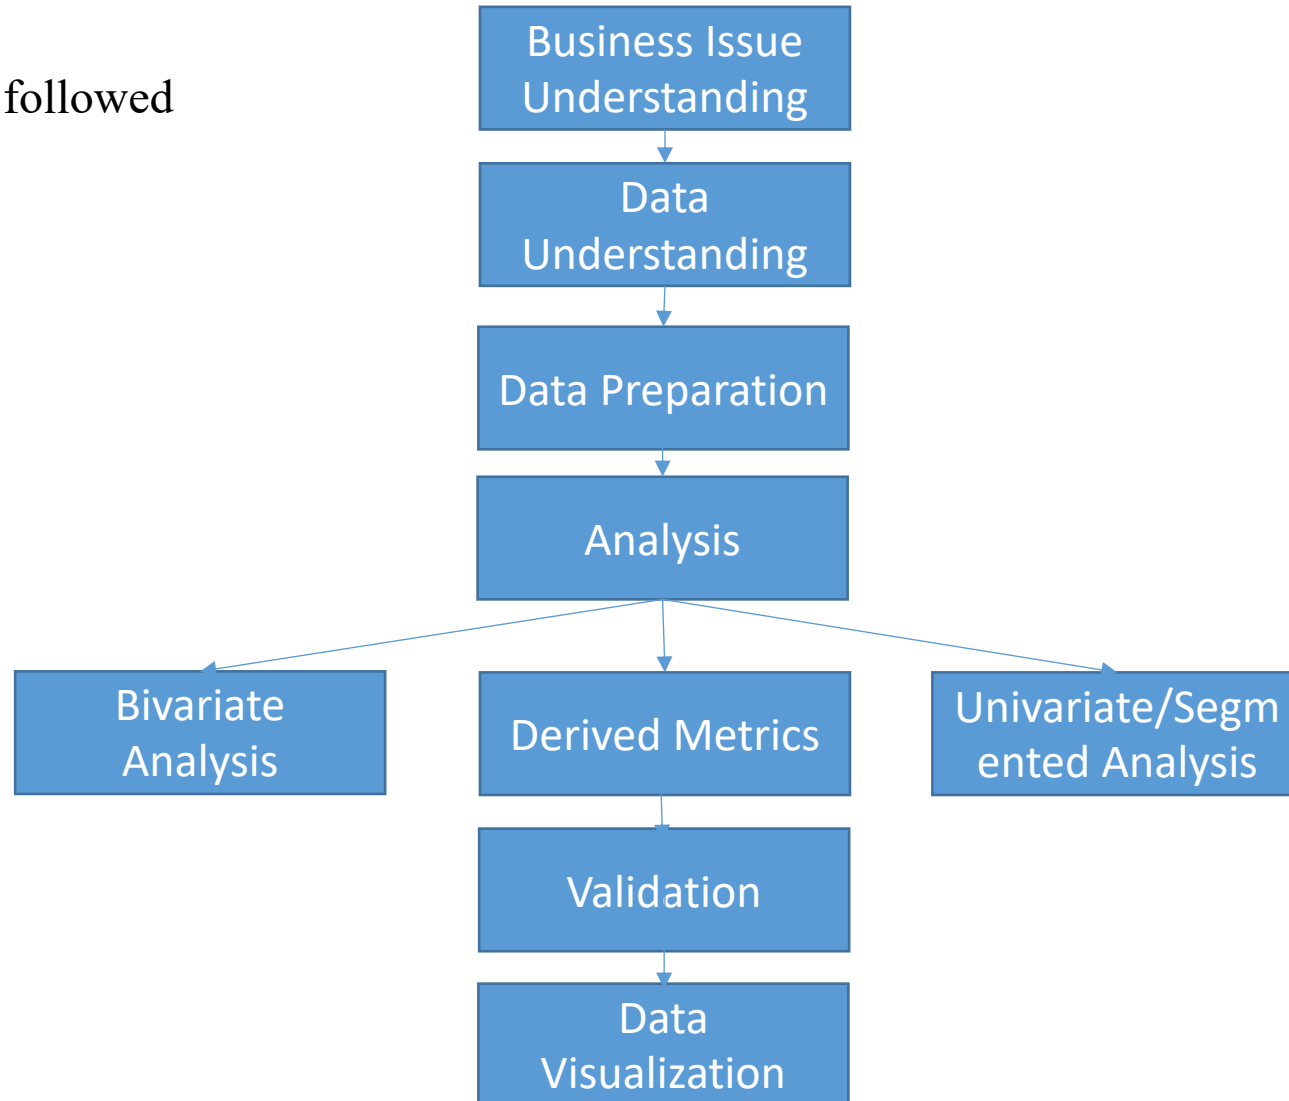 Business Issue
Understanding
followed
Data
Understanding
Data Preparation
Analysis
Bivariate
Analysis
Derived Metrics
Univariate/Segm
ented Analysis
Validation
Data
Visualization